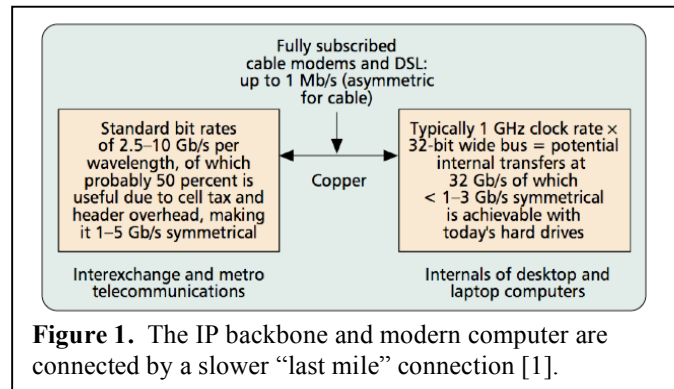 Fully subscribed
cable modems and DSL:
up to 1 Mb/s (asymmetric
for cable)
Standard bit rates
of 2.5–10 Gb/s per
wavelength, of which
probably 50 percent is
useful due to cell tax and
header overhead, making
it 1–5 Gb/s symmetrical
Copper
Typically 1 GHz clock rate ×
32-bit wide bus = potential
internal transfers at
32 Gb/s of which
< 1–3 Gb/s symmetrical
is achievable with
today's hard drives
Interexchange and metro
telecommunications
Internals of desktop and
laptop computers
Figure 1. The IP backbone and modern computer are
connected by a slower “last mile” connection [1].